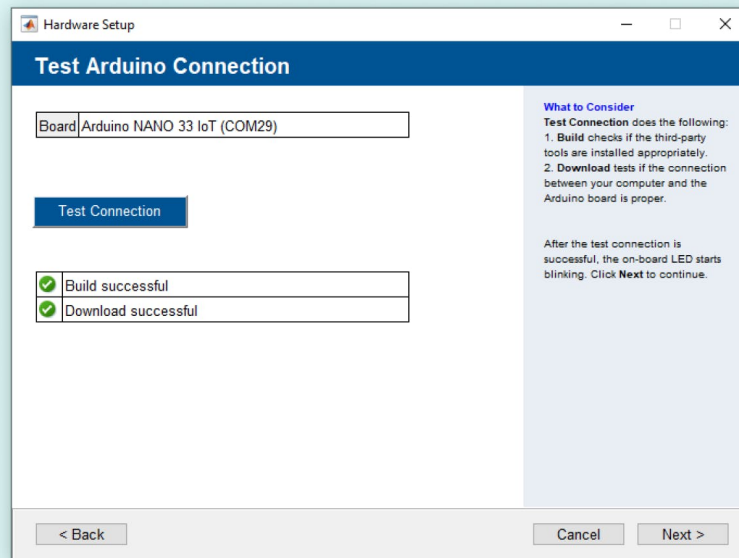 Hardware Setup
Test Arduino Connection
Board Arduino NANO 33 IoT (COM29)
Test Connection
Build successful
Download successful
What to Consider
Test Connection does the following:
1. Build checks if the third-party
tools are installed appropriately.
2. Download tests if the connection
between your computer and the
Arduino board is proper.
After the test connection is
successful, the on-board LED starts
blinking. Click Next to continue.
< Back
Cancel
Next >